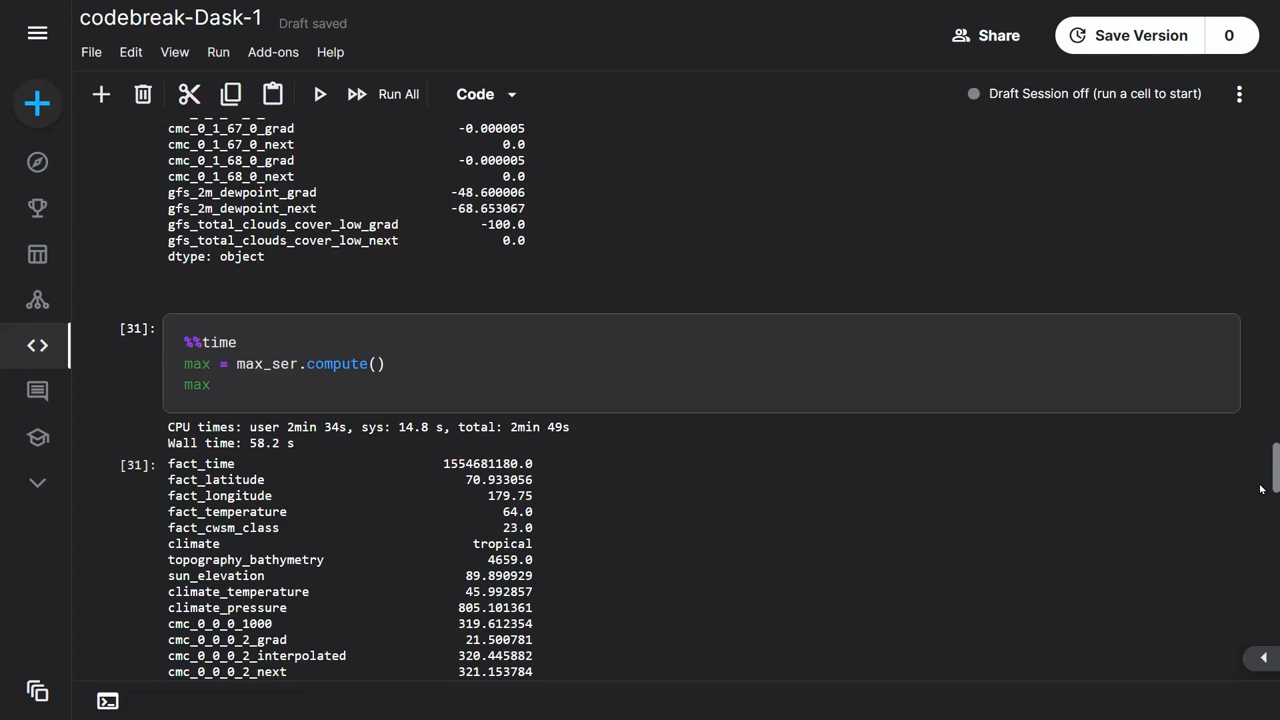 codebreak-Dask-1 Draft saved
Share Save Version 0
File Edit View Run Add-ons Help
Run All Code Draft Session off (run a cell to start)
cmc_0_1_67_0_grad -0.000005
cmc_0_1_67_0_next 0.0
cmc_0_1_68_0_grad -0.000005
cmc_0_1_68_0_next 0.0
gfs_2m_dewpoint_grad -48.600006
gfs_2m_dewpoint_next -68.653067
gfs_total_clouds_cover_low_grad -100.0
gfs_total_clouds_cover_low_next 0.0
dtype: object
[31]:
%%time
max = max_ser.compute()
max
CPU times: user 2min 34s, sys: 14.8 s, total: 2min 49s
Wall time: 58.2 s
[31]: fact_time 1554681180.0
fact_latitude 70.933056
fact_longitude 179.75
fact_temperature 64.0
fact_cwsm_class 23.0
climate tropical
topography_bathymetry 4659.0
sun_elevation 89.890929
climate_temperature 45.992857
climate_pressure 805.101361
cmc_0_0_0_1000 319.612354
cmc_0_0_0_2_grad 21.500781
cmc_0_0_0_2_interpolated 320.445882
cmc_0_0_0_2_next 321.153784